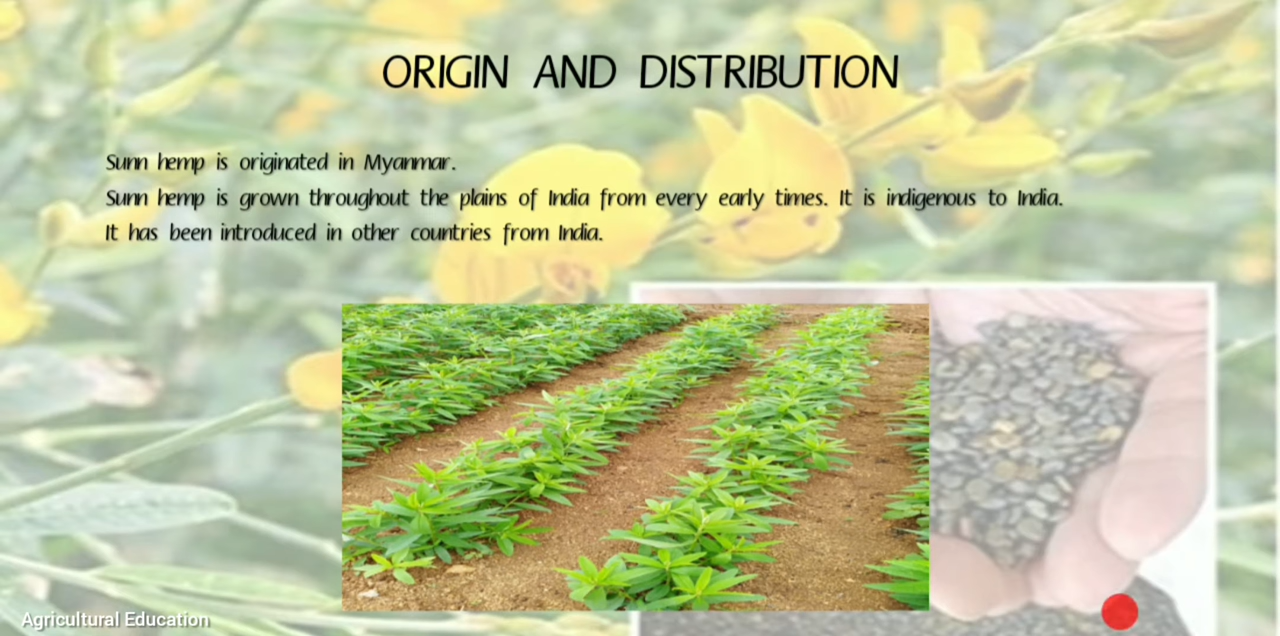 ORIGIN AND DISTRIBUTION
Sunn hemp is originated in Myanmar.
Sunn hemp is grown throughout the plains of India from every early times. It is indigenous to India.
It has been introduced in other countries from India.
Agricultural Education